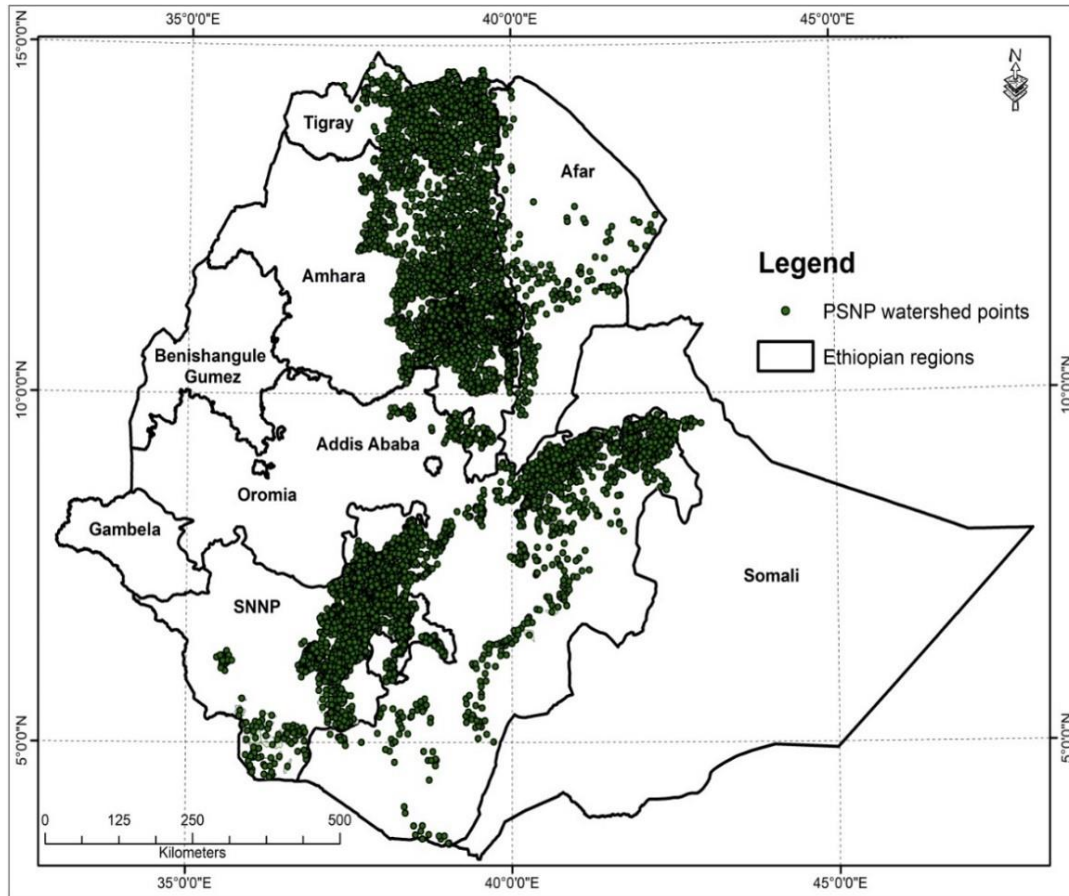 35°0'0"E 40°0'0"E 45°0'0"E
15°0'0"N
N
Tigray
Afar
Legend
Amhara
PSNP watershed points
Ethiopian regions
Benishangule
Gumez
10°0'0"N 10°0'0"N
Addis Ababa
Oromia
Gambela
Somali
SNNP
5°0'0"N 5°0'0"N
0 125 250 500
Kilometers
35°0'0"E 40°0'0"E 45°0'0"E